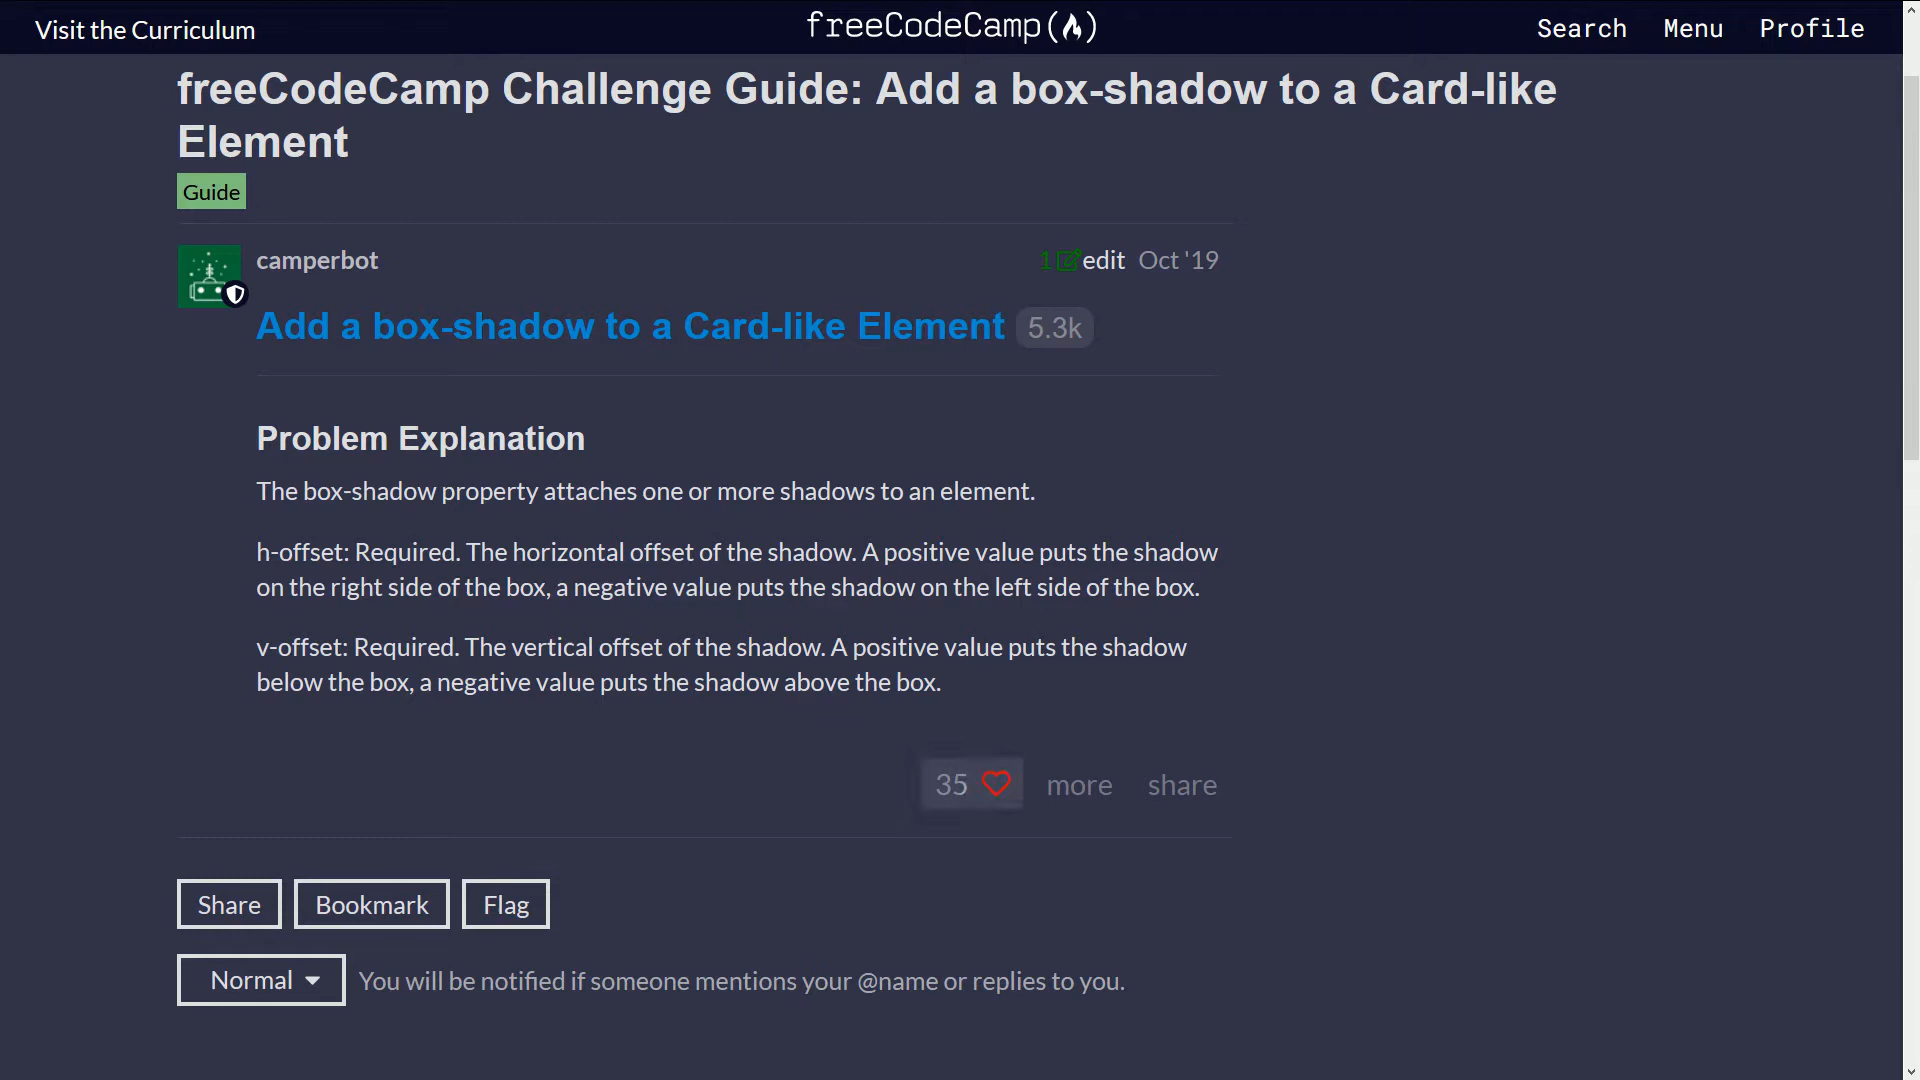 Visit the Curriculum
freeCodeCamp(🔥)
Search Menu Profile
freeCodeCamp Challenge Guide: Add a box-shadow to a Card-like
Element
Guide
camperbot
1 edit Oct '19
Add a box-shadow to a Card-like Element 5.3k
Problem Explanation
The box-shadow property attaches one or more shadows to an element.
h-offset: Required. The horizontal offset of the shadow. A positive value puts the shadow
on the right side of the box, a negative value puts the shadow on the left side of the box.
v-offset: Required. The vertical offset of the shadow. A positive value puts the shadow
below the box, a negative value puts the shadow above the box.
35 more share
Share Bookmark Flag
Normal You will be notified if someone mentions your @name or replies to you.